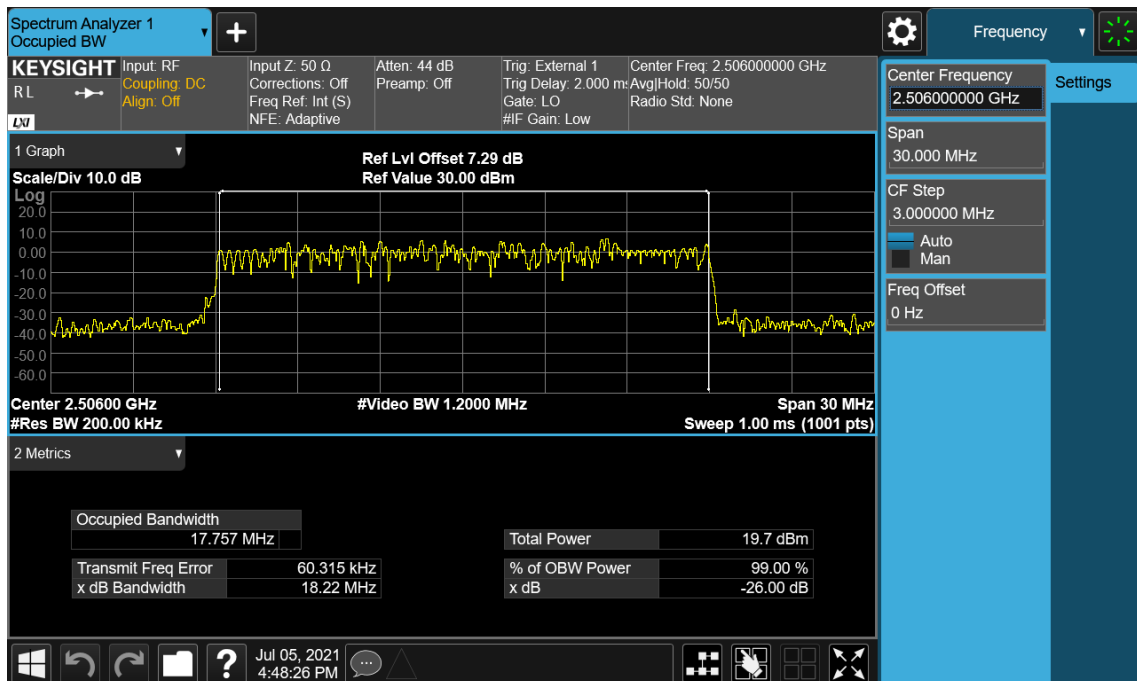 Spectrum Analyzer 1
Occupied BW
Frequency
KEYSIGHT
R L
LXI
Input: RF
Coupling: DC
Align: Off
Input Z: 50 Ω
Corrections: Off
Freq Ref: Int (S)
NFE: Adaptive
Atten: 44 dB
Preamp: Off
Trig: External 1
Trig Delay: 2.000 ms
Gate: LO
#IF Gain: Low
Center Freq: 2.506000000 GHz
Avg|Hold: 50/50
Radio Std: None
Center Frequency
2.506000000 GHz
Settings
Span
30.000 MHz
CF Step
3.000000 MHz
Auto
Man
Freq Offset
0 Hz
1 Graph
Scale/Div 10.0 dB
Ref Lvl Offset 7.29 dB
Ref Value 30.00 dBm
Log
20.0
10.0
0.00
-10.0
-20.0
-30.0
-40.0
-50.0
-60.0
Center 2.50600 GHz
#Video BW 1.2000 MHz
Span 30 MHz
#Res BW 200.00 kHz
Sweep 1.00 ms (1001 pts)
2 Metrics
Occupied Bandwidth
17.757 MHz
Total Power 19.7 dBm
Transmit Freq Error 60.315 kHz
% of OBW Power 99.00 %
x dB Bandwidth 18.22 MHz
x dB -26.00 dB
?
Jul 05, 2021
4:48:26 PM